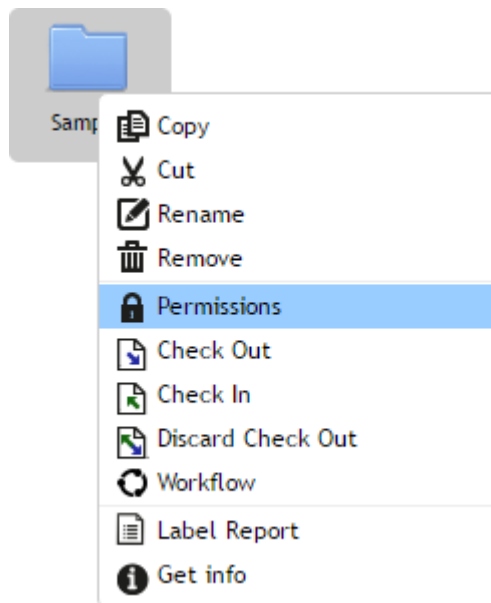 Samp
Copy
Cut
Rename
Remove
Permissions
Check Out
Check In
Discard Check Out
Workflow
Label Report
Get info